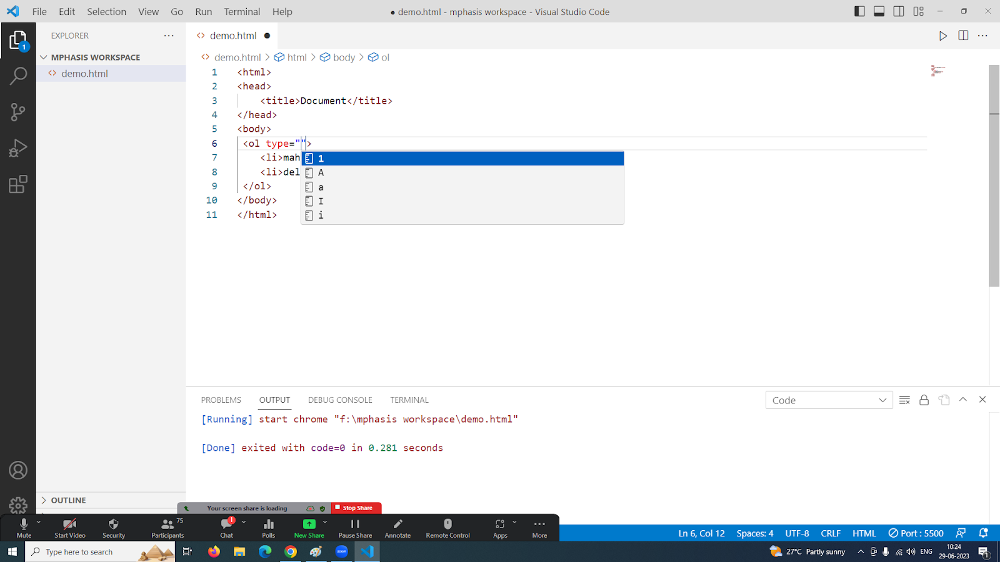 File Edit Selection View Go Run Terminal Help
● demo.html - mphasis workspace - Visual Studio Code
1
EXPLORER
demo.html ●
MPHASIS WORKSPACE
demo.html
demo.html > html > body > ol
1 <html>
2 <head>
3 <title>Document</title>
4 </head>
5 <body>
6 <ol type="">
7 <li>mah
8 <li>del
9 </ol>
10 </body>
11 </html>
1
A
a
I
i
PROBLEMS OUTPUT DEBUG CONSOLE TERMINAL
Code
[Running] start chrome "f:\mphasis workspace\demo.html"
[Done] exited with code=0 in 0.281 seconds
OUTLINE
Your screen share is loading
Stop Share
Mute
Start Video
Security
Participants 75
Chat 1
Polls
New Share
Pause Share
Annotate
Remote Control
Apps
More
Ln 6, Col 12 Spaces: 4 UTF-8 CRLF HTML Port : 5500
Type here to search
zoom
27°C Partly sunny
ENG
10:24
29-06-2023
1